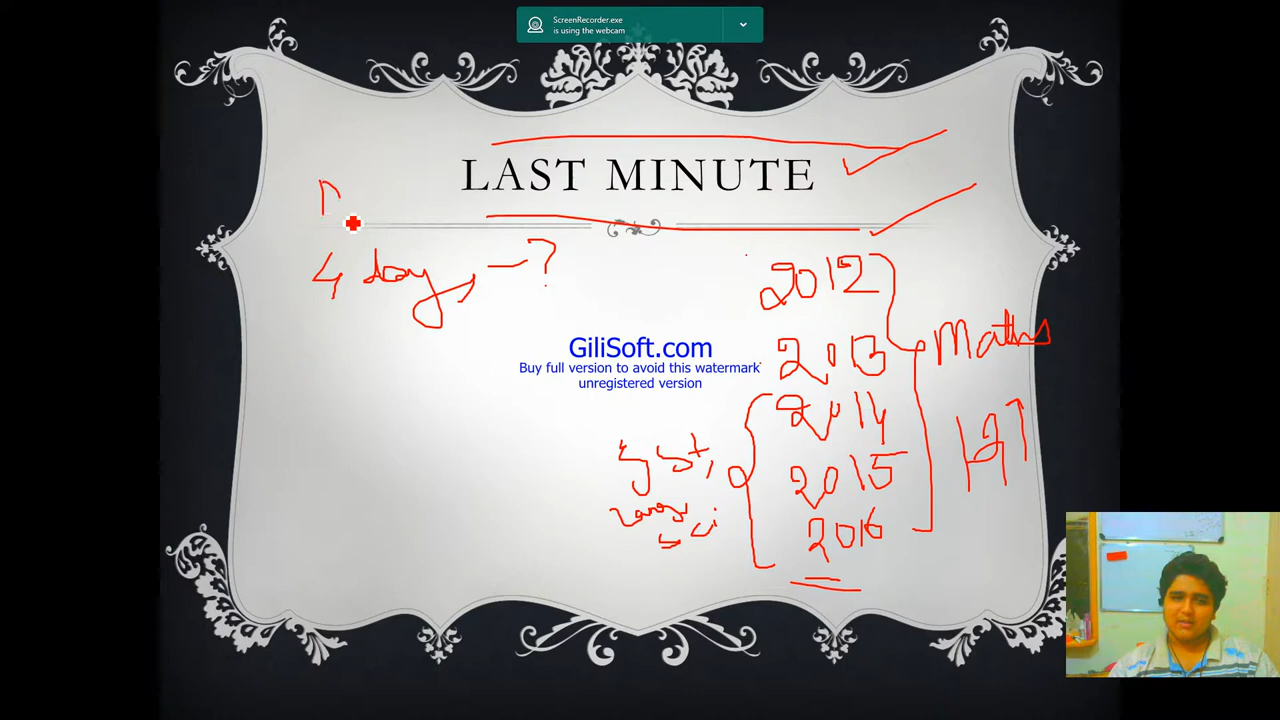 ScreenRecorder.exe
is using the webcam
LAST MINUTE
4 days - ?
2012
2013
Maths
GiliSoft.com
Buy full version to avoid this watermark
unregistered version
2014
2015
2016